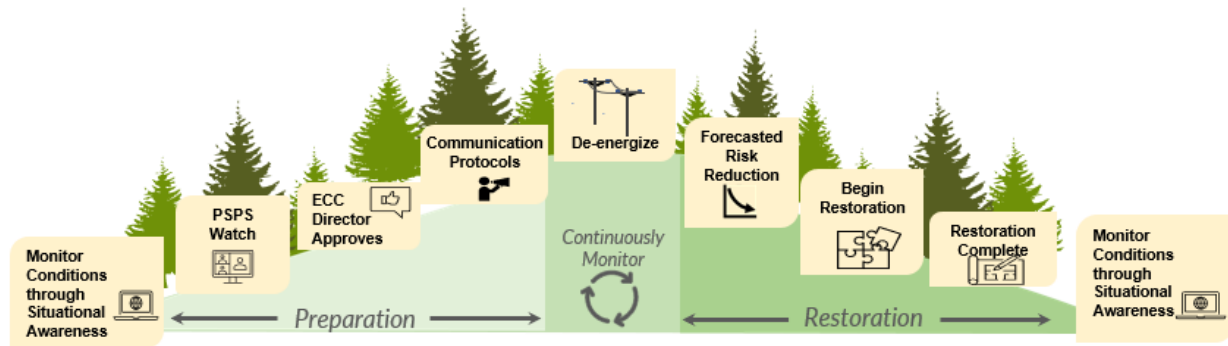 Monitor
Conditions
through
Situational
Awareness
PSPS
Watch
ECC
Director
Approves
Communication
Protocols
De-energize
Forecasted
Risk
Reduction
Begin
Restoration
Restoration
Complete
Monitor
Conditions
through
Situational
Awareness
Continuously
Monitor
Preparation
Restoration